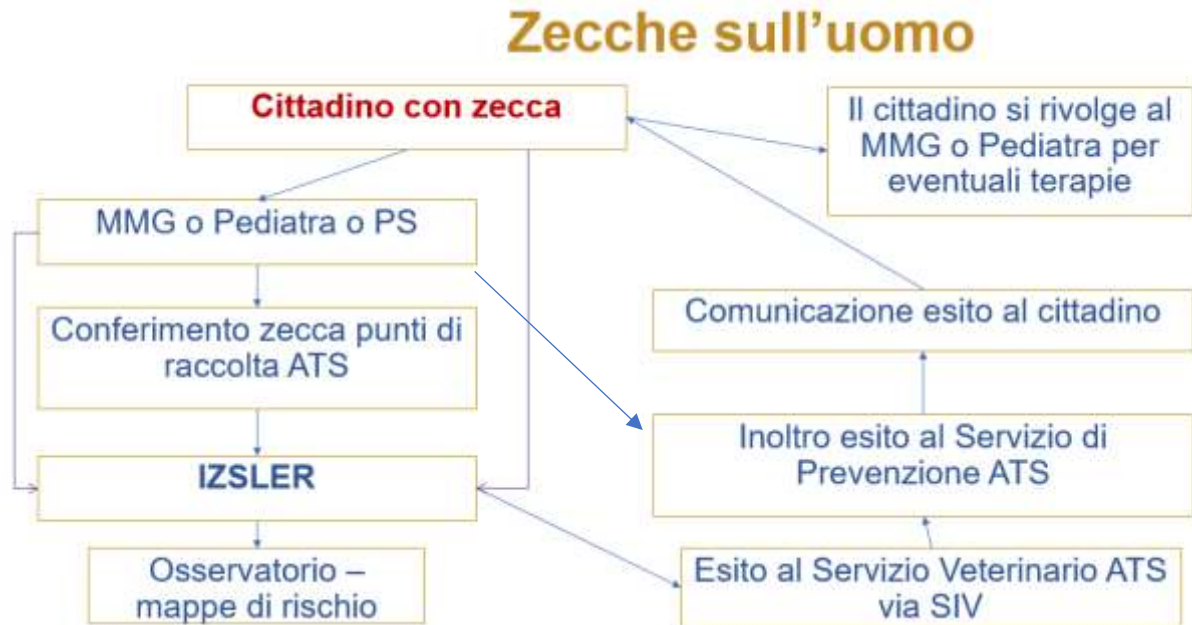 Zecche sull'uomo
Cittadino con zecca
Il cittadino si rivolge al
MMG o Pediatra per
eventuali terapie
MMG o Pediatra o PS
Comunicazione esito al cittadino
Conferimento zecca punti di
raccolta ATS
Inoltro esito al Servizio di
Prevenzione ATS
IZSLER
Osservatorio –
mappe di rischio
Esito al Servizio Veterinario ATS
via SIV